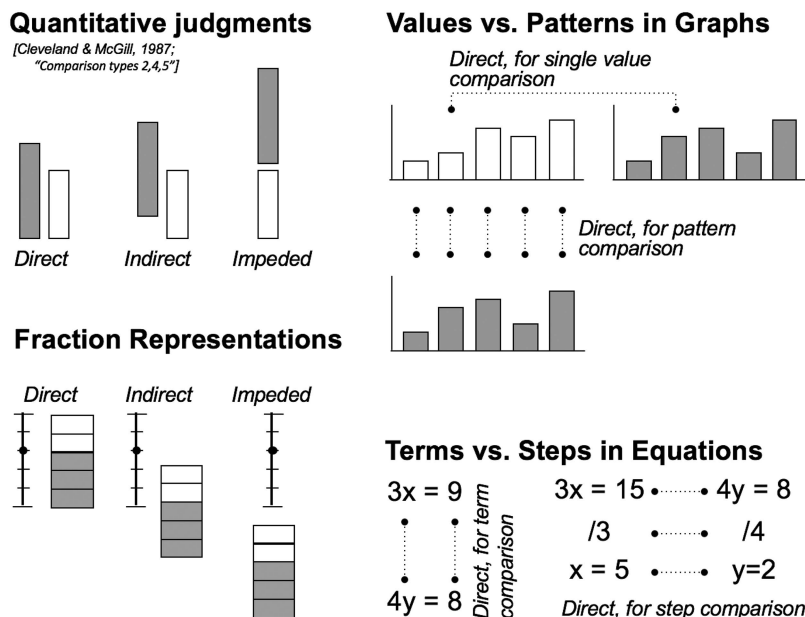 Quantitative judgments
[Cleveland & McGill, 1987;
"Comparison types 2,4,5"]
Direct
Indirect
Impeded
Values vs. Patterns in Graphs
Direct, for single value
comparison
Direct, for pattern
comparison
Fraction Representations
Direct
Indirect
Impeded
Terms vs. Steps in Equations
3x = 9
4y = 8
Direct, for term
comparison
3x = 15
4y = 8
/3
/4
x = 5
y=2
Direct, for step comparison